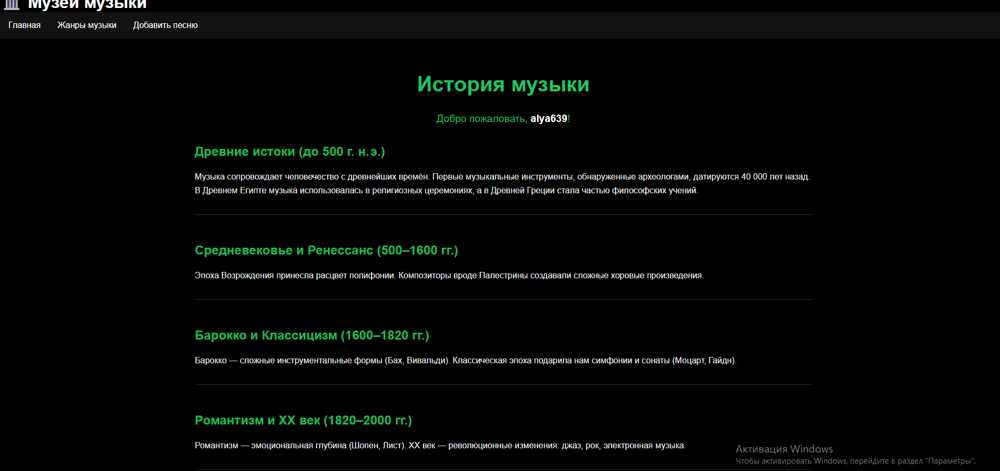 Музей музыки
Главная Жанры музыки Добавить песню
История музыки
Добро пожаловать, alya639!
Древние истоки (до 500 г. н.э.)
Музыка сопровождает человечество с древнейших времён. Первые музыкальные инструменты, обнаруженные археологами, датируются 40 000 лет назад.
В Древнем Египте музыка использовалась в религиозных церемониях, а в Древней Греции стала частью философских учений.
Средневековье и Ренессанс (500–1600 гг.)
Эпоха Возрождения принесла расцвет полифонии. Композиторы вроде Палестрины создавали сложные хоровые произведения.
Барокко и Классицизм (1600–1820 гг.)
Барокко — сложные инструментальные формы (Бах, Вивальди). Классическая эпоха подарила нам симфонии и сонаты (Моцарт, Гайдн).
Романтизм и XX век (1820–2000 гг.)
Романтизм — эмоциональная глубина (Шопен, Лист). XX век — революционные изменения: джаз, рок, электронная музыка.
Активация Windows
Чтобы активировать Windows, перейдите в раздел "Параметры".